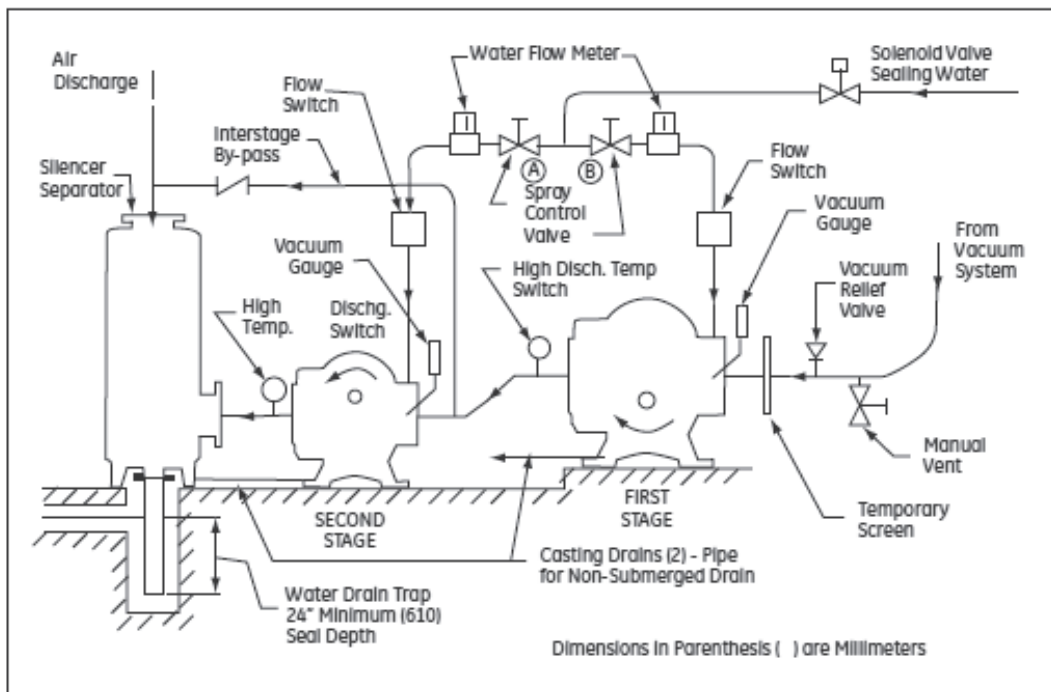 Air
Discharge
Water Flow Meter
Solenoid Valve
Sealing Water
Flow
Switch
Interstage
By-pass
Silencer
Separator
A
B
Spray
Control
Valve
Flow
Switch
Vacuum
Gauge
From
Vacuum
System
Vacuum
Gauge
High Disch. Temp
Switch
Vacuum
Relief
Valve
High
Temp.
Dischg.
Switch
Manual
Vent
SECOND
STAGE
FIRST
STAGE
Temporary
Screen
Casting Drains (2) - Pipe
for Non-Submerged Drain
Water Drain Trap
24" Minimum (610)
Seal Depth
Dimensions in Parenthesis ( ) are Millimeters